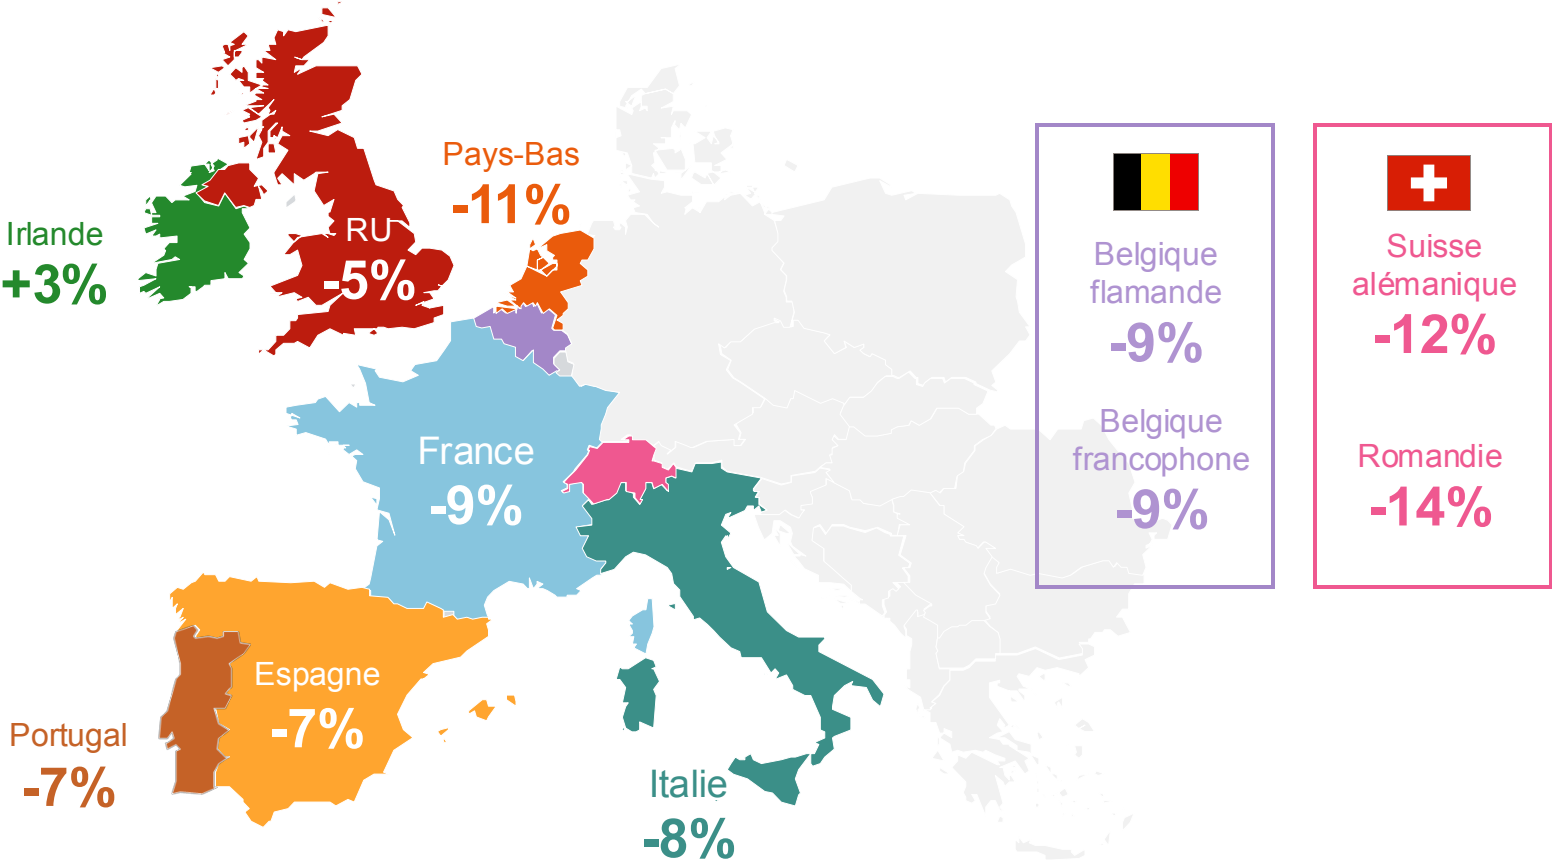 Pays-Bas
-11%
Irlande
+3%
RU
-5%
France
-9%
Espagne
-7%
Portugal
-7%
Italie
-8%
Belgique
flamande
-9%
Belgique
francophone
-9%
Suisse
alémanique
-12%
Romandie
-14%